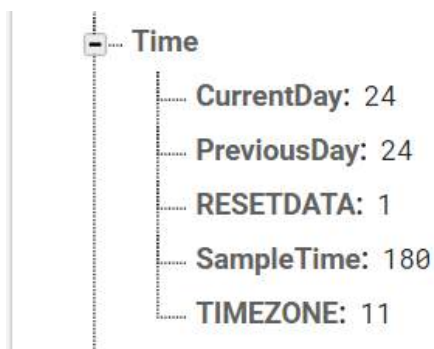 Time
CurrentDay: 24
PreviousDay: 24
RESETDATA: 1
SampleTime: 180
TIMEZONE: 11